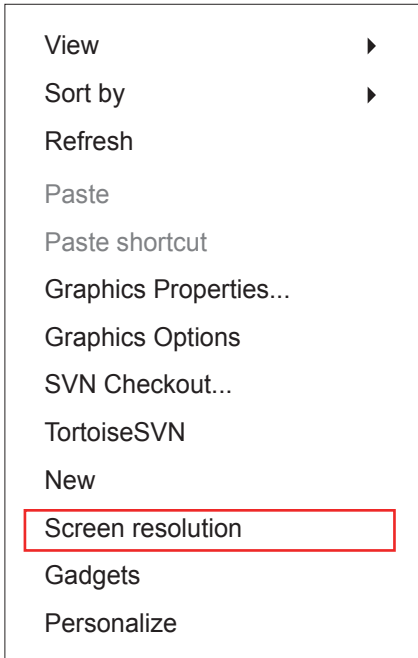 View
Sort by
Refresh
Paste
Paste shortcut
Graphics Properties...
Graphics Options
SVN Checkout...
TortoiseSVN
New
Screen resolution
Gadgets
Personalize